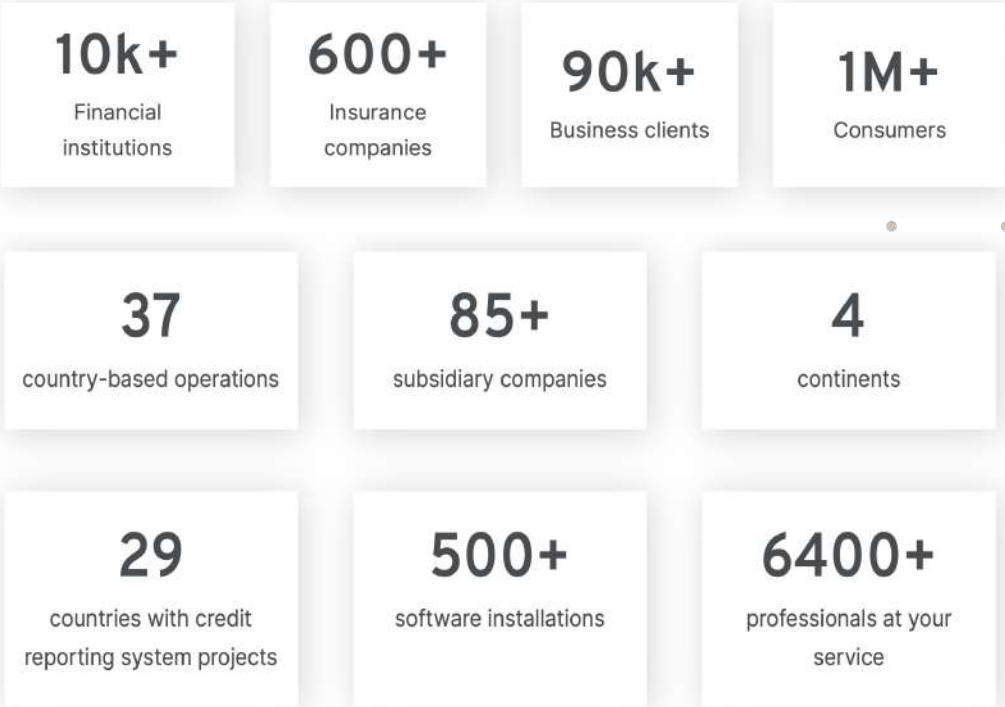 10k+
600+
90k+
1M+
Financial
institutions
Insurance
companies
Business clients
Consumers
37
85+
4
country-based operations
subsidiary companies
continents
29
500+
6400+
countries with credit
reporting system projects
software installations
professionals at your
service